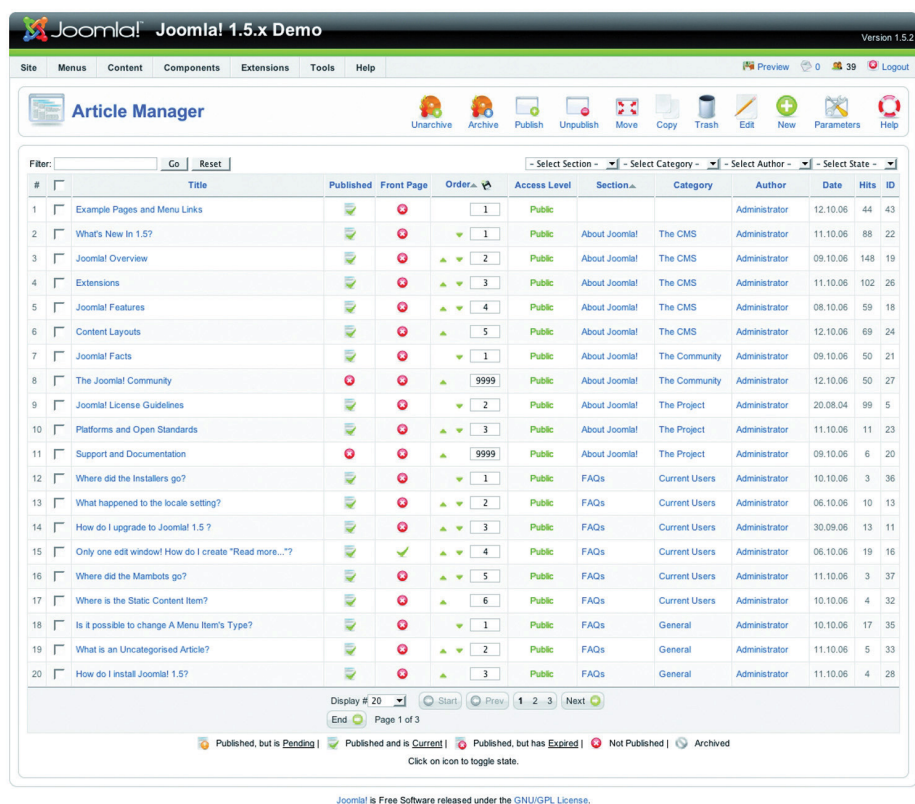 Joomla! Joomla! 1.5.x Demo
Version 1.5.2
Site Menus Content Components Extensions Tools Help Preview 0 39 Logout
Article Manager
Unarchive Archive Publish Unpublish Move Copy Trash Edit New Parameters Help
Filter: Go Reset - Select Section - - Select Category - - Select Author - - Select State -
# Title Published Front Page Order Access Level Section Category Author Date Hits ID
1 Example Pages and Menu Links 1 Public Administrator 12.10.06 44 43
2 What's New In 1.5? 1 Public About Joomla! The CMS Administrator 11.10.06 88 22
3 Joomla! Overview 2 Public About Joomla! The CMS Administrator 09.10.06 148 19
4 Extensions 3 Public About Joomla! The CMS Administrator 11.10.06 102 26
5 Joomla! Features 4 Public About Joomla! The CMS Administrator 08.10.06 59 18
6 Content Layouts 5 Public About Joomla! The CMS Administrator 12.10.06 69 24
7 Joomla! Facts 1 Public About Joomla! The Community Administrator 09.10.06 50 21
8 The Joomla! Community 9999 Public About Joomla! The Community Administrator 12.10.06 50 27
9 Joomla! License Guidelines 2 Public About Joomla! The Project Administrator 20.08.04 99 5
10 Platforms and Open Standards 3 Public About Joomla! The Project Administrator 11.10.06 11 23
11 Support and Documentation 9999 Public About Joomla! The Project Administrator 09.10.06 6 20
12 Where did the Installers go? 1 Public FAQs Current Users Administrator 10.10.06 3 36
13 What happened to the locale setting? 2 Public FAQs Current Users Administrator 06.10.06 10 13
14 How do I upgrade to Joomla! 1.5 ? 3 Public FAQs Current Users Administrator 30.09.06 13 11
15 Only one edit window! How do I create "Read more..."? 4 Public FAQs Current Users Administrator 06.10.06 19 16
16 Where did the Mambots go? 5 Public FAQs Current Users Administrator 11.10.06 3 37
17 Where is the Static Content Item? 6 Public FAQs Current Users Administrator 10.10.06 4 32
18 Is it possible to change A Menu Item's Type? 1 Public FAQs General Administrator 10.10.06 17 35
19 What is an Uncategorised Article? 2 Public FAQs General Administrator 11.10.06 5 33
20 How do I install Joomla! 1.5? 3 Public FAQs General Administrator 11.10.06 4 28
Display # 20 Start Prev 1 2 3 Next
End Page 1 of 3
Published, but is Pending | Published and is Current | Published, but has Expired | Not Published | Archived
Click on icon to toggle state.
Joomla! is Free Software released under the GNU/GPL License.